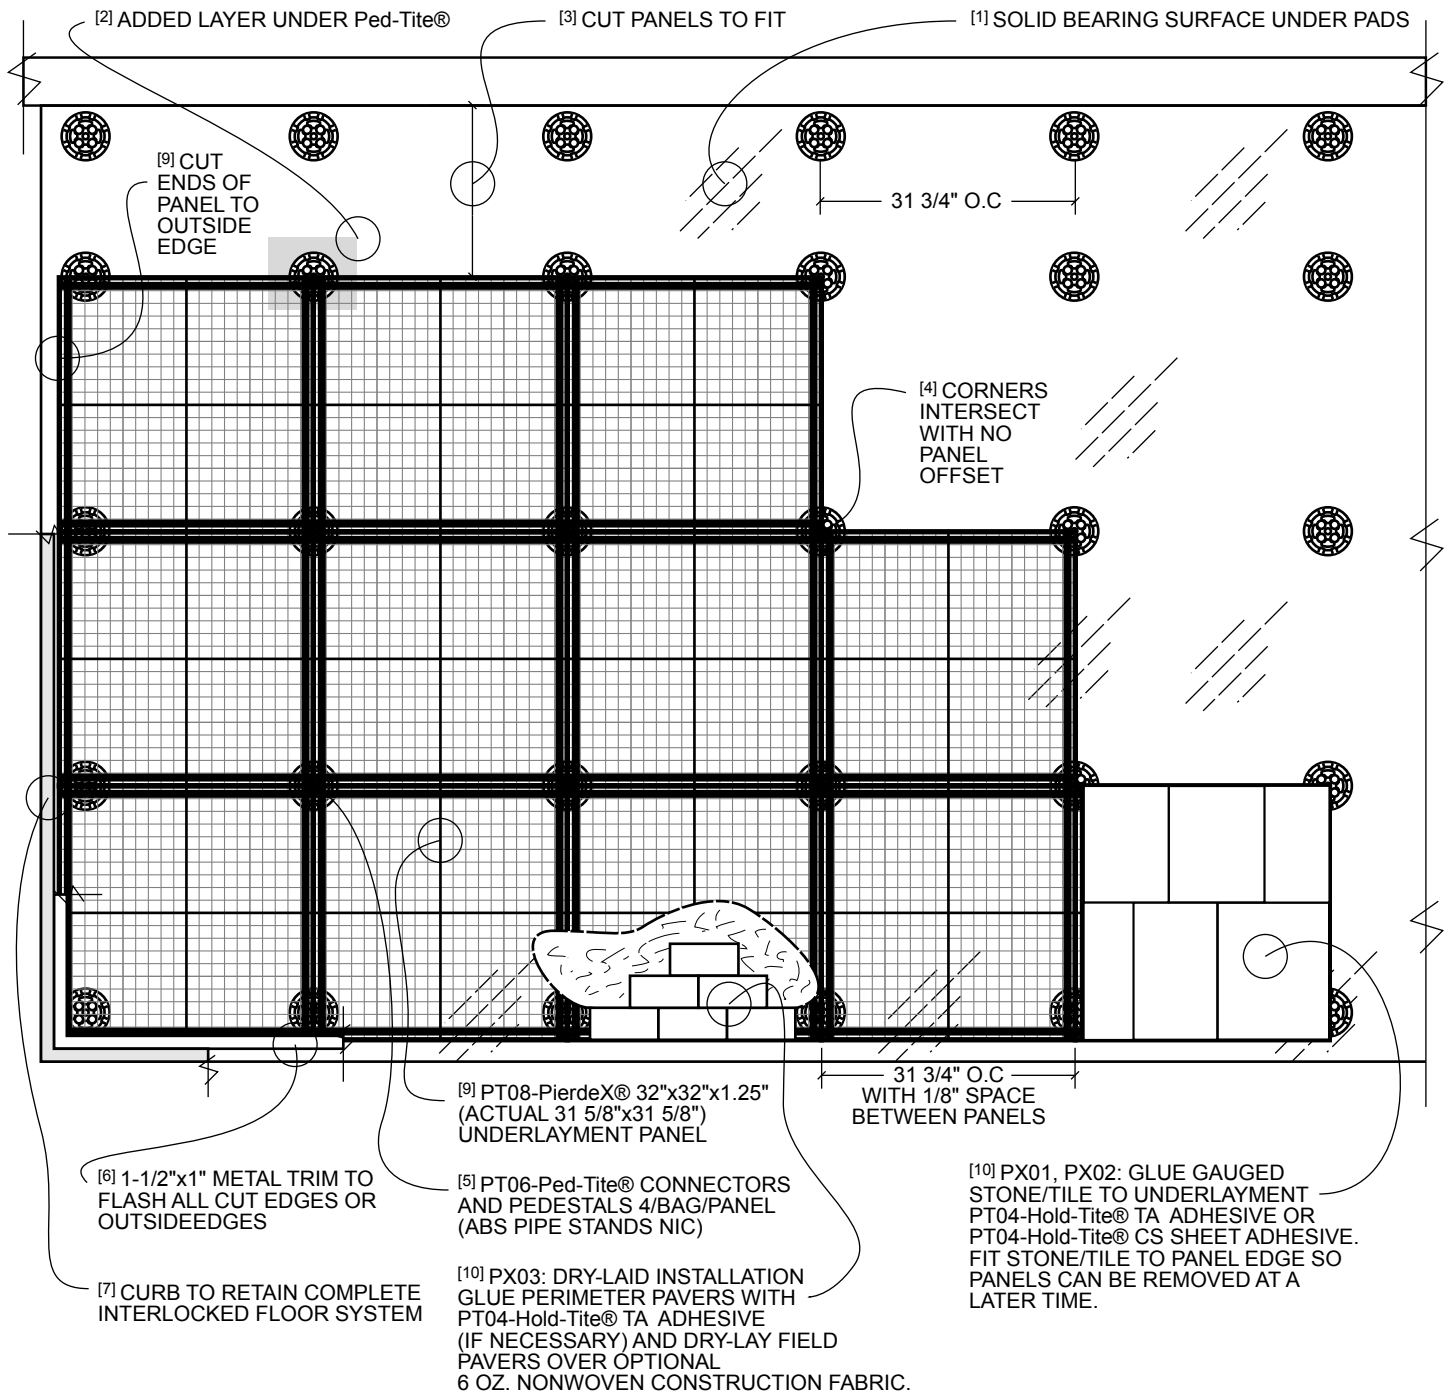 [2] ADDED LAYER UNDER Ped-Tite®
[3] CUT PANELS TO FIT
[1] SOLID BEARING SURFACE UNDER PADS
[9] CUT
ENDS OF
PANEL TO
OUTSIDE
EDGE
31 3/4" O.C
[4] CORNERS
INTERSECT
WITH NO
PANEL
OFFSET
31 3/4" O.C
WITH 1/8" SPACE
BETWEEN PANELS
[9] PT08-PierdeX® 32"x32"x1.25"
(ACTUAL 31 5/8"x31 5/8")
UNDERLAYMENT PANEL
[6] 1-1/2"x1" METAL TRIM TO
FLASH ALL CUT EDGES OR
OUTSIDEEDGES
[5] PT06-Ped-Tite® CONNECTORS
AND PEDESTALS 4/BAG/PANEL
(ABS PIPE STANDS NIC)
[10] PX01, PX02: GLUE GAUGED
STONE/TILE TO UNDERLAYMENT
PT04-Hold-Tite® TA ADHESIVE OR
PT04-Hold-Tite® CS SHEET ADHESIVE.
FIT STONE/TILE TO PANEL EDGE SO
PANELS CAN BE REMOVED AT A
LATER TIME.
[7] CURB TO RETAIN COMPLETE
INTERLOCKED FLOOR SYSTEM
[10] PX03: DRY-LAID INSTALLATION
GLUE PERIMETER PAVERS WITH
PT04-Hold-Tite® TA ADHESIVE
(IF NECESSARY) AND DRY-LAY FIELD
PAVERS OVER OPTIONAL
6 OZ. NONWOVEN CONSTRUCTION FABRIC.